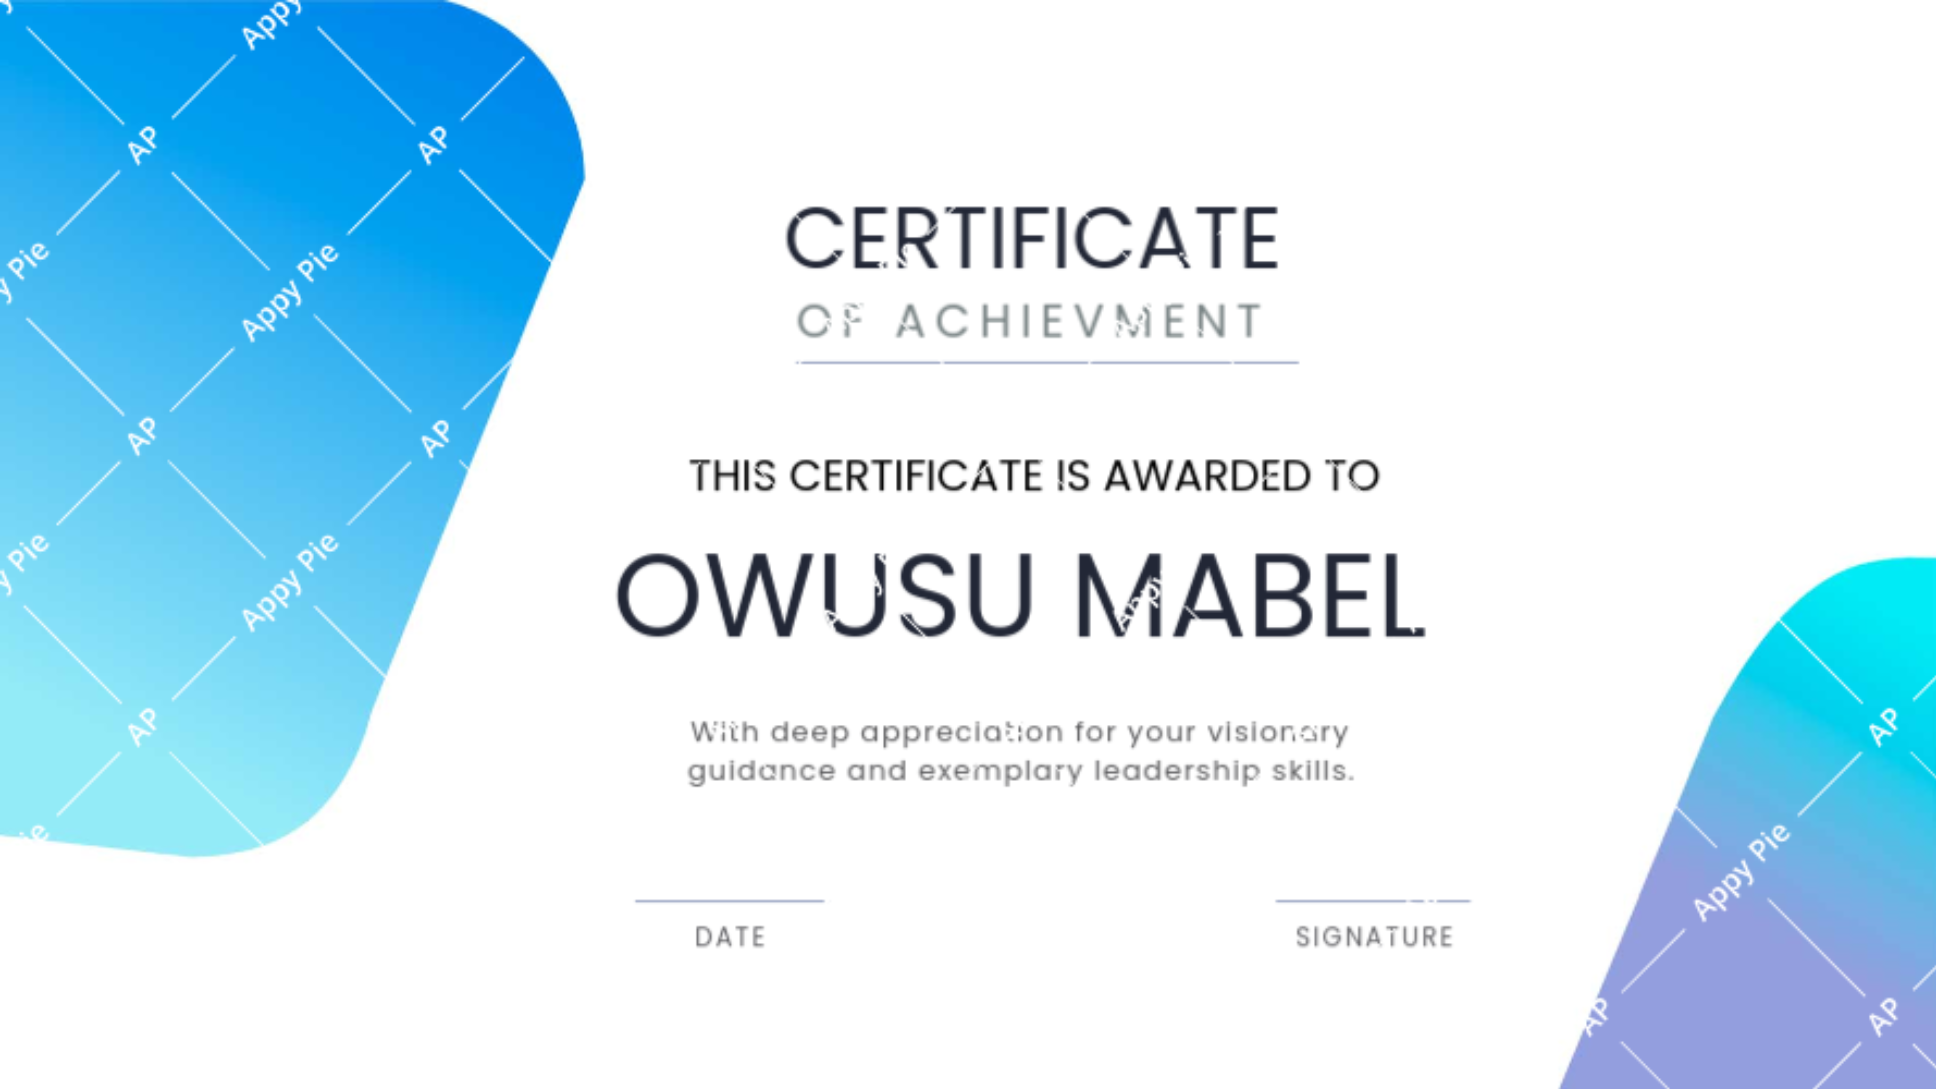 CERTIFICATE
OF ACHIEVMENT
THIS CERTIFICATE IS AWARDED TO
OWUSU MABEL
With deep appreciation for your visionary
guidance and exemplary leadership skills.
DATE
SIGNATURE
Appy Pie
AP
AP
Appy Pie
Appy Pie
AP
AP
Appy Pie
Appy Pie
AP
AP
Appy Pie
AP
AP